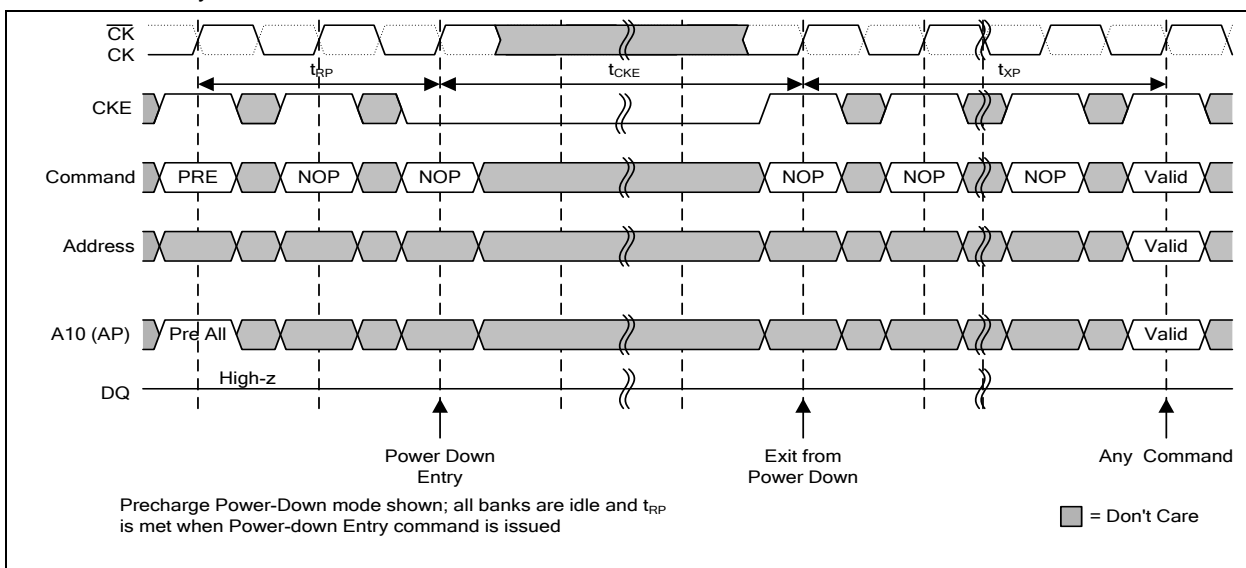 CK
CK
tRP
tCKE
tXP
CKE
Command
PRE
NOP
NOP
NOP
NOP
NOP
Valid
Address
Valid
A10 (AP)
Pre All
Valid
High-z
DQ
Power Down
Entry
Exit from
Power Down
Any Command
Precharge Power-Down mode shown; all banks are idle and tRP
is met when Power-down Entry command is issued
= Don't Care